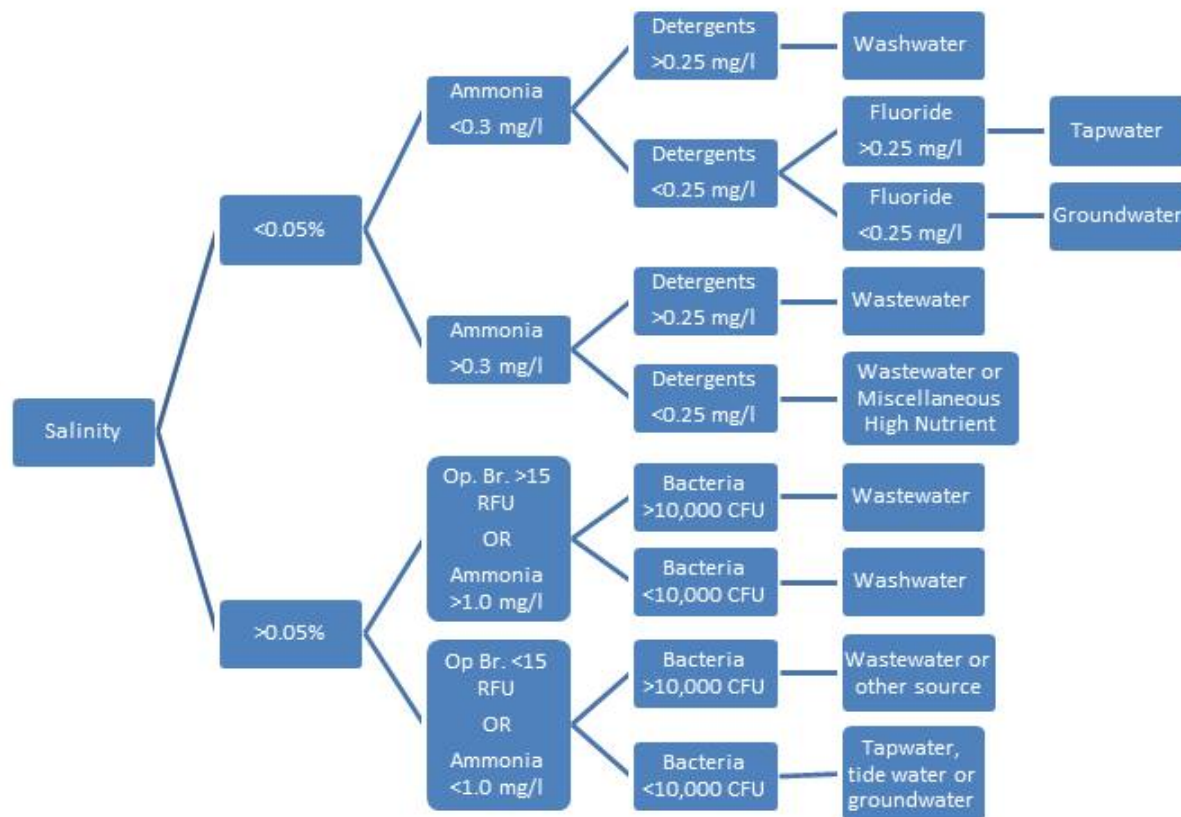 Salinity
<0.05%
>0.05%
Ammonia
<0.3 mg/l
Ammonia
>0.3 mg/l
Op. Br. >15
RFU
OR
Ammonia
>1.0 mg/l
Op Br. <15
RFU
OR
Ammonia
<1.0 mg/l
Detergents
>0.25 mg/l
Detergents
<0.25 mg/l
Detergents
>0.25 mg/l
Detergents
<0.25 mg/l
Bacteria
>10,000 CFU
Bacteria
<10,000 CFU
Bacteria
>10,000 CFU
Bacteria
<10,000 CFU
Washwater
Fluoride
>0.25 mg/l
Fluoride
<0.25 mg/l
Wastewater
Wastewater or
Miscellaneous
High Nutrient
Wastewater
Washwater
Wastewater or
other source
Tapwater,
tide water or
groundwater
Tapwater
Groundwater